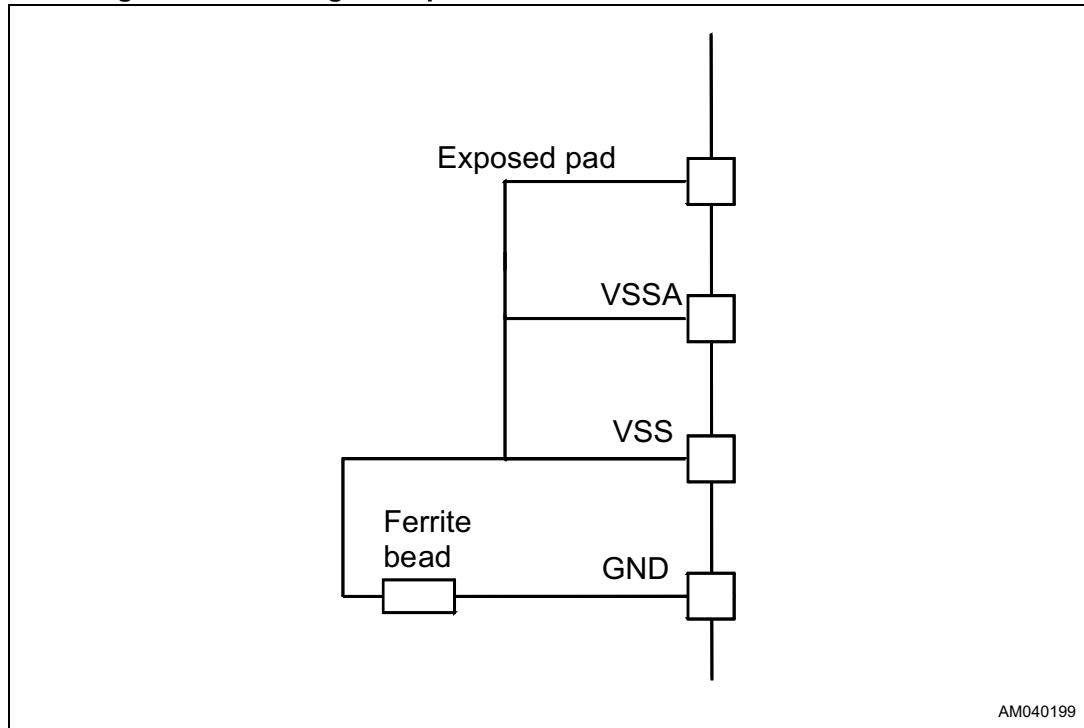 Exposed pad
VSSA
VSS
Ferrite
bead
GND
AM040199